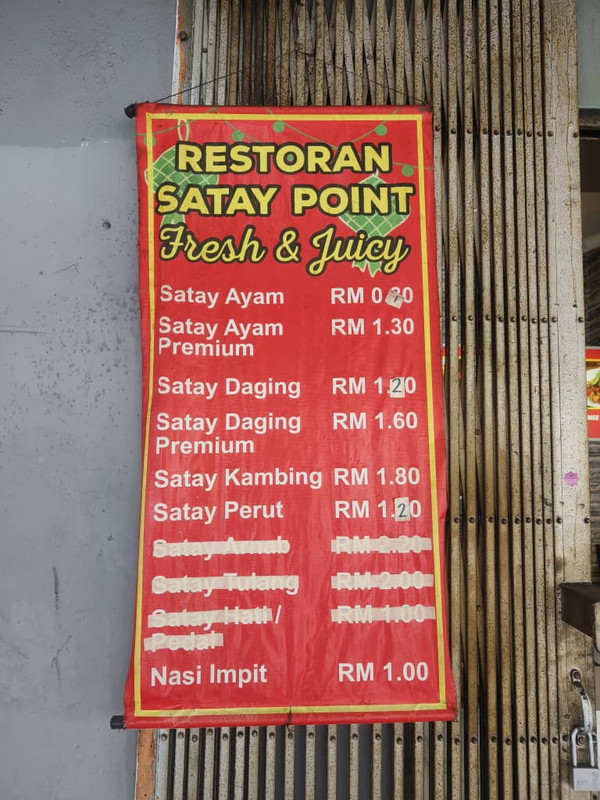 RESTORAN
SATAY POINT
Fresh & Juicy
Satay Ayam RM 0.90
Satay Ayam RM 1.30
Premium
Satay Daging RM 1.20
Satay Daging RM 1.60
Premium
Satay Kambing RM 1.80
Satay Perut RM 1.20
Satay Arnab RM 2.20
Satay Tulang RM 2.00
Satay Hati / RM 1.00
Pedal
Nasi Impit RM 1.00